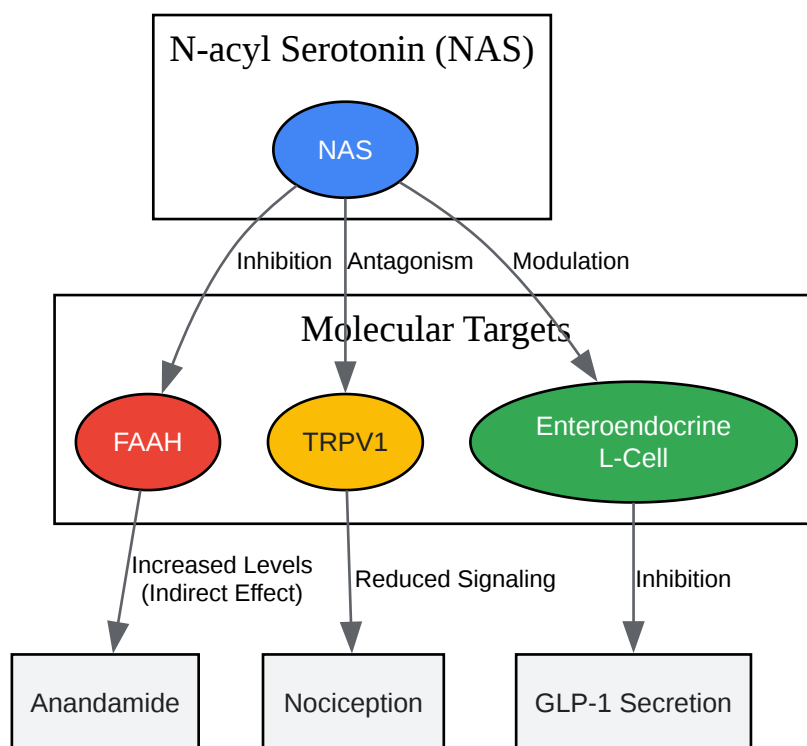 N-acyl Serotonin (NAS)
NAS
Inhibition
Antagonism
Modulation
Molecular Targets
FAAH
TRPV1
Enteroendocrine
L-Cell
Increased Levels
(Indirect Effect)
Reduced Signaling
Inhibition
Anandamide
Nociception
GLP-1 Secretion